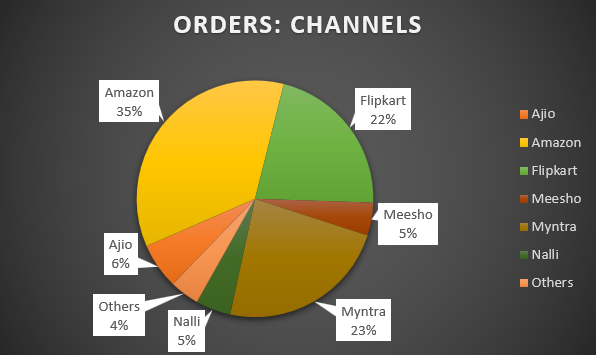 ORDERS: CHANNELS
Amazon
35%
Flipkart
22%
Meesho
5%
Myntra
23%
Nalli
5%
Others
4%
Ajio
6%
Ajio
Amazon
Flipkart
Meesho
Myntra
Nalli
Others